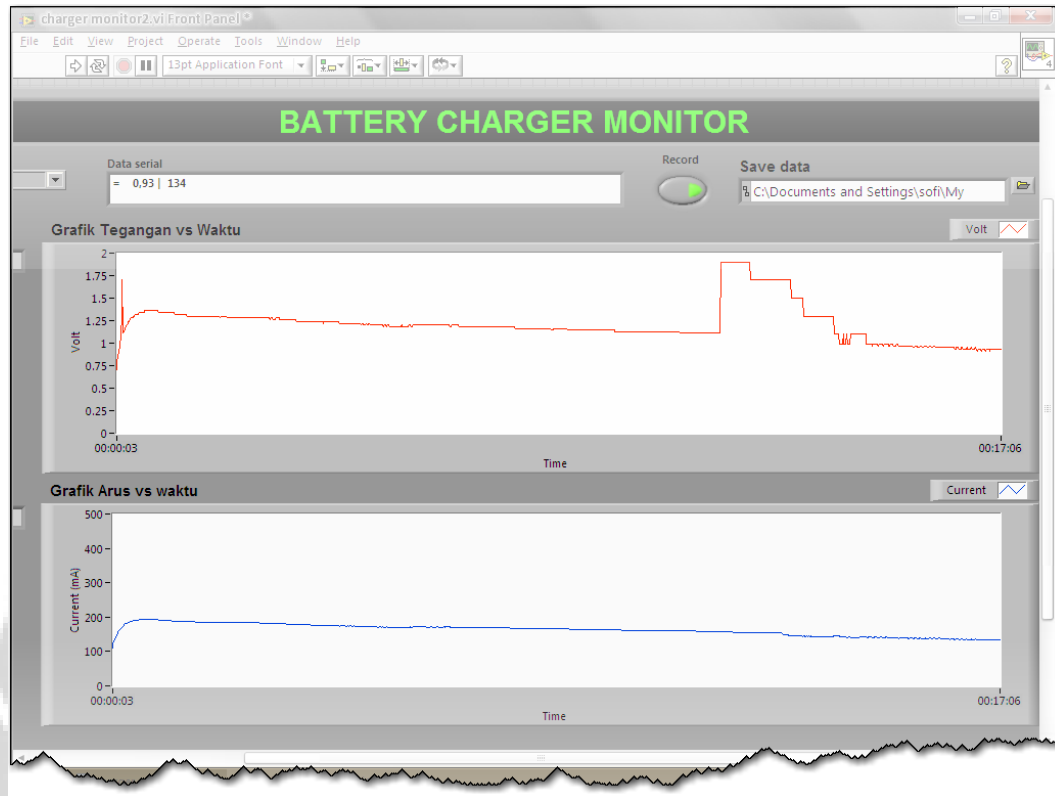 charger monitor2.vi Front Panel *
File Edit View Project Operate Tools Window Help
13pt Application Font
4
BATTERY CHARGER MONITOR
Data serial
= 0,93 | 134
Record
Save data
C:\Documents and Settings\sofi\My
Grafik Tegangan vs Waktu
Volt
2
1.75
1.5
1.25
1
0.75
0.5
0.25
0
Volt
00:00:03
00:17:06
Time
Grafik Arus vs waktu
Current
500
400
300
200
100
0
Current (mA)
00:00:03
00:17:06
Time